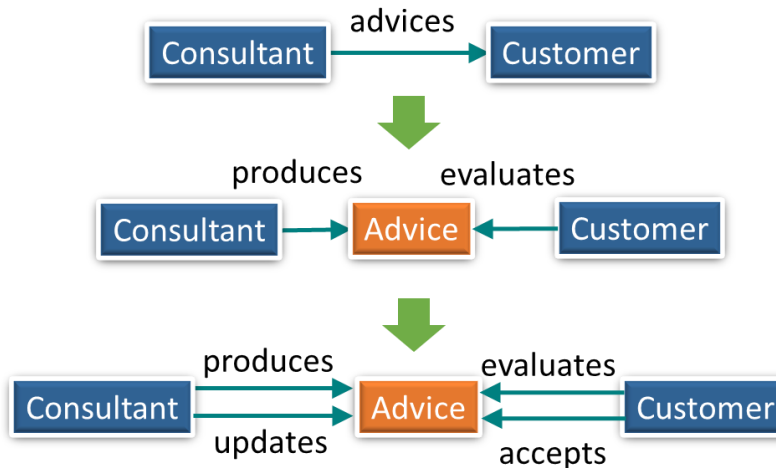 advices
Consultant Customer
produces evaluates
Consultant Advice Customer
produces evaluates
Consultant Advice Customer
updates accepts